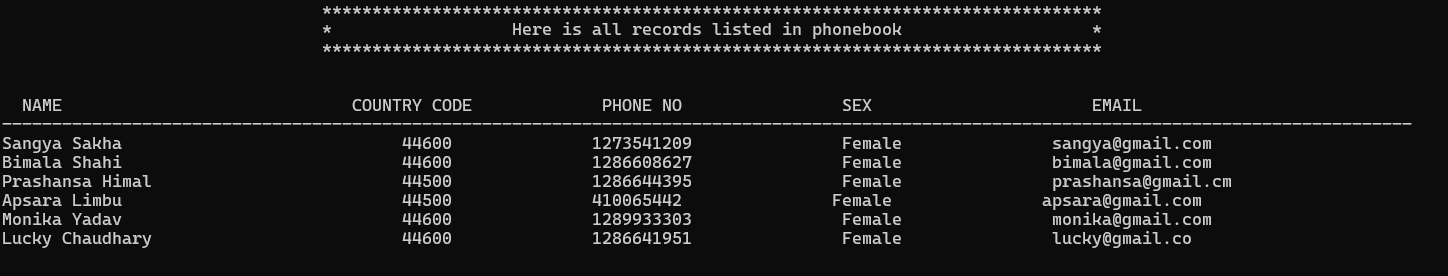 ******************************************************************************
* Here is all records listed in phonebook *
******************************************************************************
NAME COUNTRY CODE PHONE NO SEX EMAIL
---------------------------------------------------------------------------------------------------------------------------------------------
Sangya Sakha 44600 1273541209 Female sangya@gmail.com
Bimala Shahi 44600 1286608627 Female bimala@gmail.com
Prashansa Himal 44500 1286644395 Female prashansa@gmail.cm
Apsara Limbu 44500 410065442 Female apsara@gmail.com
Monika Yadav 44600 1289933303 Female monika@gmail.com
Lucky Chaudhary 44600 1286641951 Female lucky@gmail.co